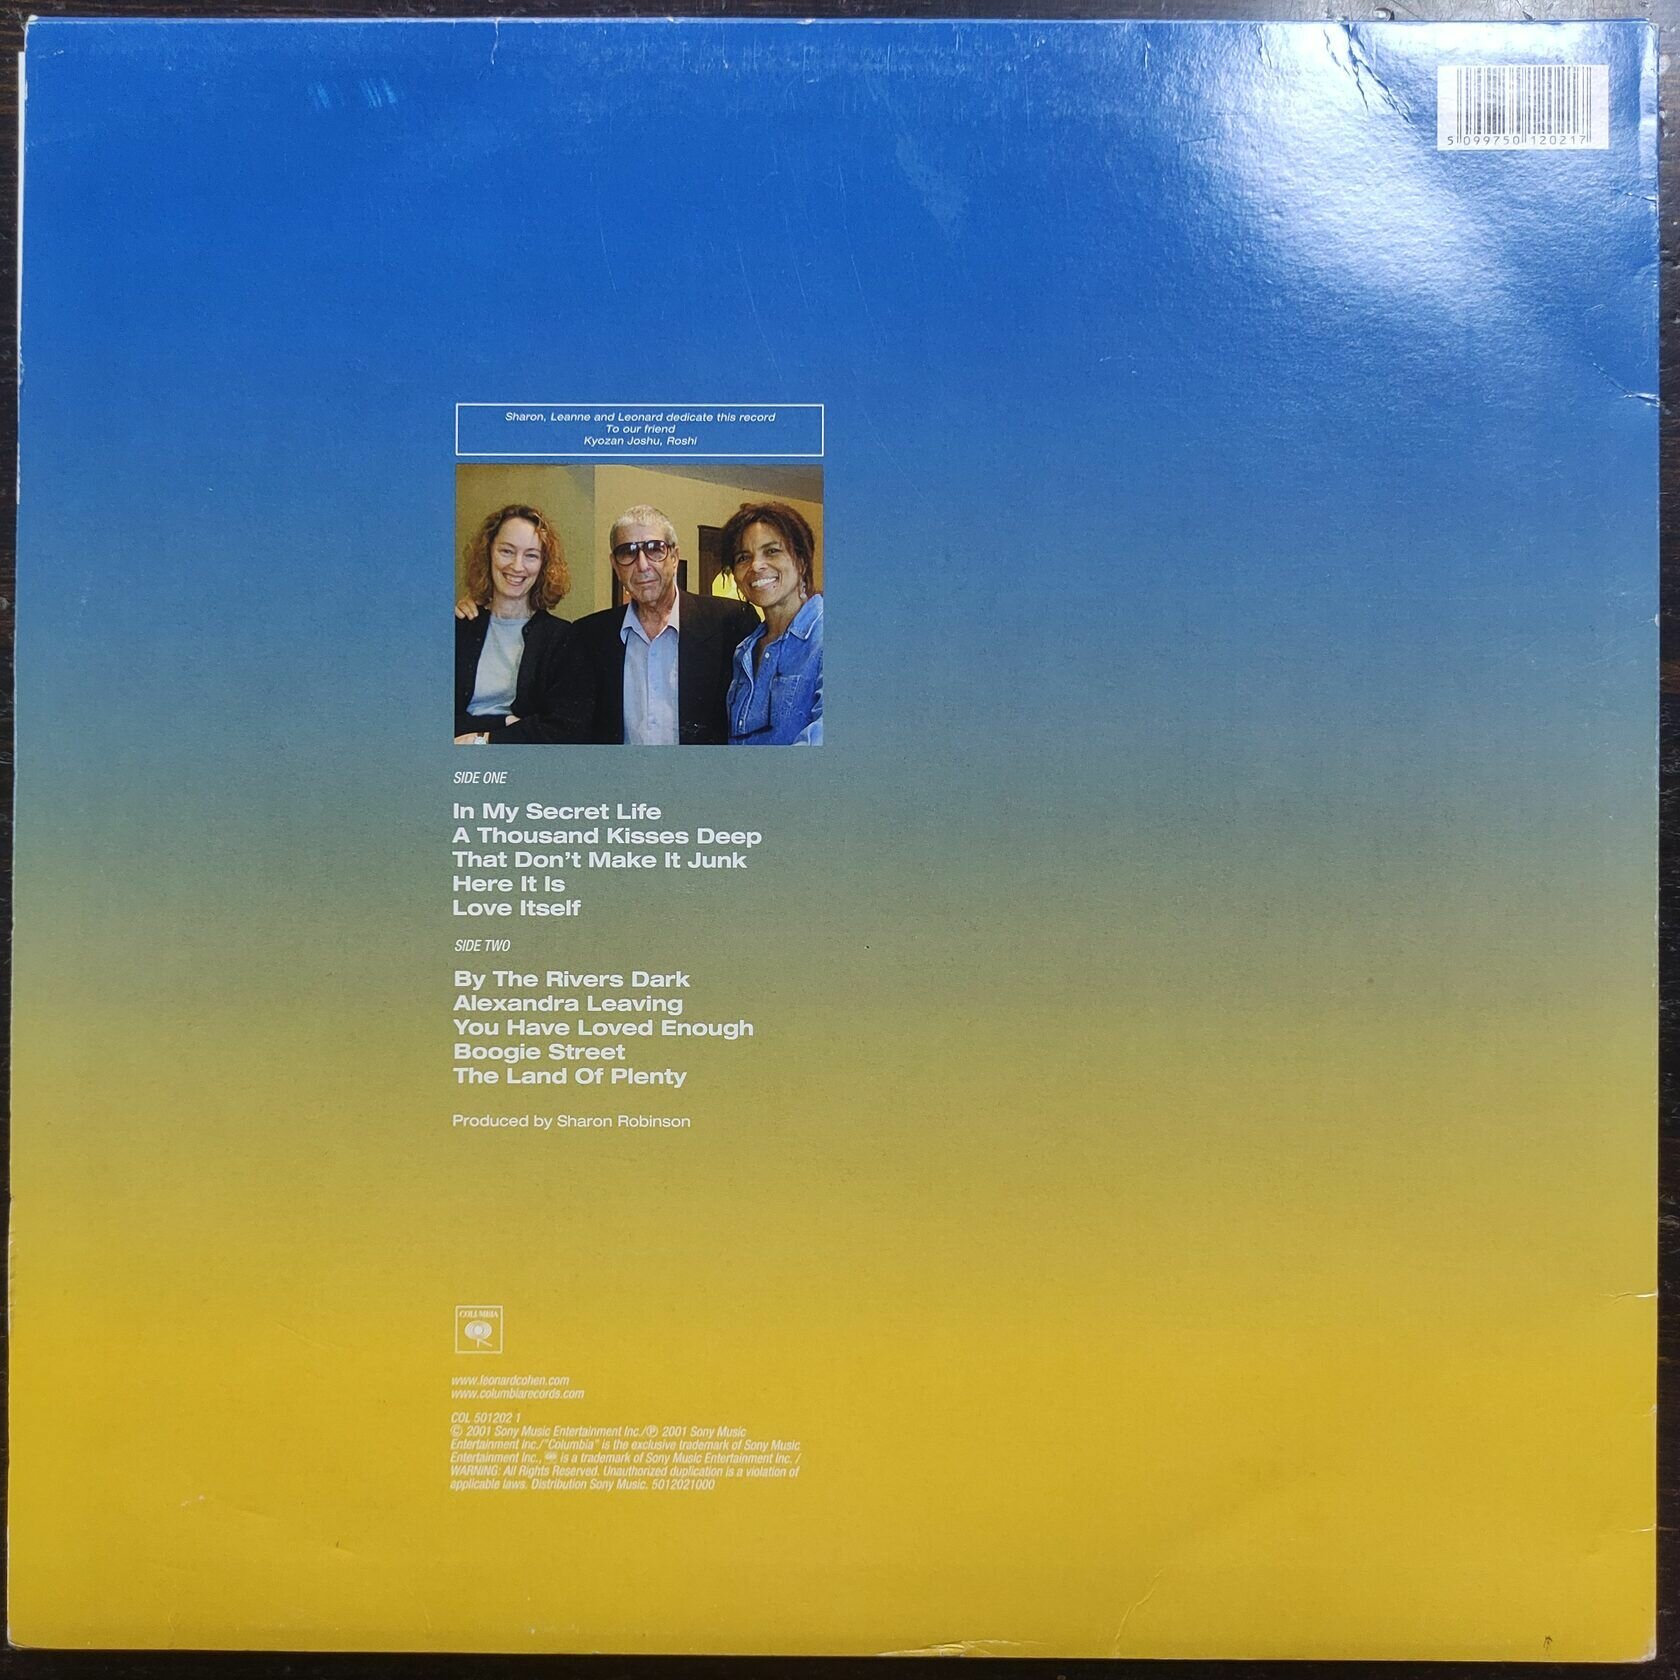 5 099750 120217
Sharon, Leanne and Leonard dedicate this record
To our friend
Kyozan Joshu, Roshi
SIDE ONE
In My Secret Life
A Thousand Kisses Deep
That Don't Make It Junk
Here It Is
Love Itself
SIDE TWO
By The Rivers Dark
Alexandra Leaving
You Have Loved Enough
Boogie Street
The Land Of Plenty
Produced by Sharon Robinson
COLUMBIA
www.leonardcohen.com
www.columbiarecords.com
COL 501202 1
© 2001 Sony Music Entertainment Inc./℗ 2001 Sony Music
Entertainment Inc./"Columbia" is the exclusive trademark of Sony Music
Entertainment Inc., is a trademark of Sony Music Entertainment Inc. /
WARNING: All Rights Reserved. Unauthorized duplication is a violation of
applicable laws. Distribution Sony Music. 5012021000